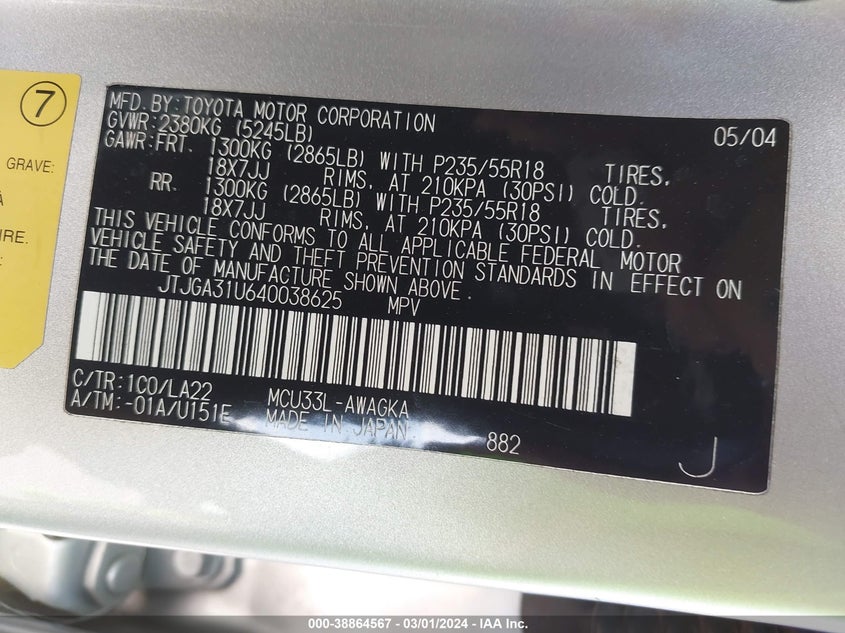 7
GRAVE:
À
IRE.
MFD. BY: TOYOTA MOTOR CORPORATION 05/04
GVWR: 2380KG (5245LB)
GAWR: FRT. 1300KG (2865LB) WITH P235/55R18 TIRES,
18X7JJ RIMS, AT 210KPA (30PSI) COLD.
RR. 1300KG (2865LB) WITH P235/55R18 TIRES,
18X7JJ RIMS, AT 210KPA (30PSI) COLD.
THIS VEHICLE CONFORMS TO ALL APPLICABLE FEDERAL MOTOR
VEHICLE SAFETY AND THEFT PREVENTION STANDARDS IN EFFECT ON
THE DATE OF MANUFACTURE SHOWN ABOVE.
JTJGA31U640038625 MPV
C/TR: 1C0/LA22 MCU33L-AWAGKA
A/TM: -01A/U151E MADE IN JAPAN
882
J
000-38864567 - 03/01/2024 - IAA Inc.